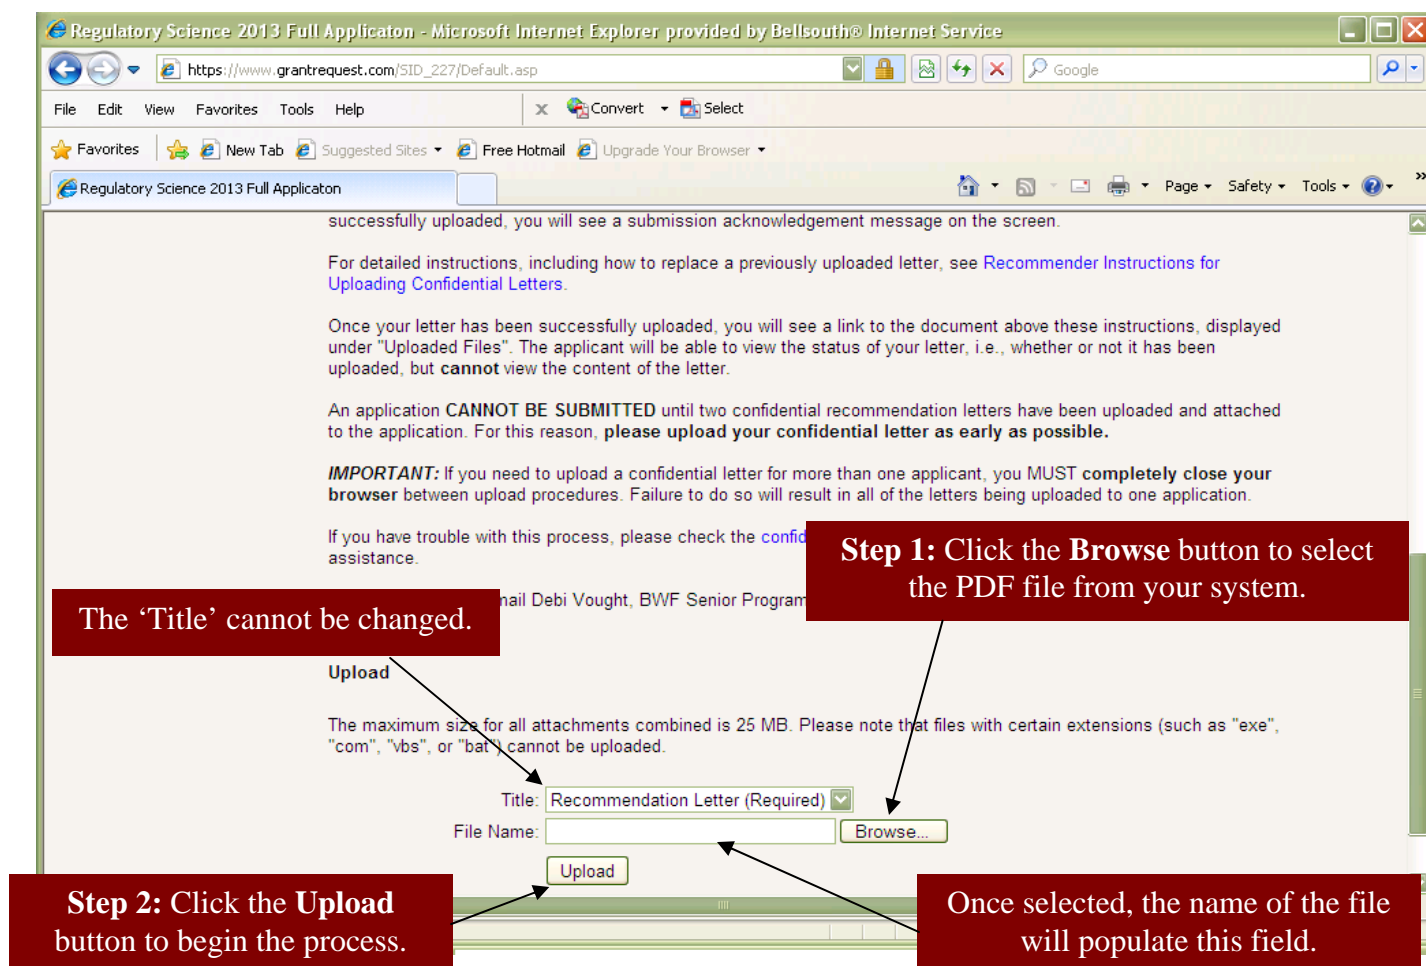 Regulatory Science 2013 Full Applicaton - Microsoft Internet Explorer provided by Bellsouth® Internet Service
https://www.grantrequest.com/SID_227/Default.asp
Google
File Edit View Favorites Tools Help
x Convert Select
Favorites New Tab Suggested Sites Free Hotmail Upgrade Your Browser
Regulatory Science 2013 Full Applicaton
Page Safety Tools »
successfully uploaded, you will see a submission acknowledgement message on the screen.
For detailed instructions, including how to replace a previously uploaded letter, see Recommender Instructions for
Uploading Confidential Letters.
Once your letter has been successfully uploaded, you will see a link to the document above these instructions, displayed
under "Uploaded Files". The applicant will be able to view the status of your letter, i.e., whether or not it has been
uploaded, but cannot view the content of the letter.
An application CANNOT BE SUBMITTED until two confidential recommendation letters have been uploaded and attached
to the application. For this reason, please upload your confidential letter as early as possible.
IMPORTANT: If you need to upload a confidential letter for more than one applicant, you MUST completely close your
browser between upload procedures. Failure to do so will result in all of the letters being uploaded to one application.
If you have trouble with this process, please check the confid
assistance.
Step 1: Click the Browse button to select
the PDF file from your system.
The ‘Title’ cannot be changed.
nail Debi Vought, BWF Senior Program
Upload
The maximum size for all attachments combined is 25 MB. Please note that files with certain extensions (such as "exe",
"com", "vbs", or "bat") cannot be uploaded.
Title: Recommendation Letter (Required)
File Name: Browse...
Upload
Step 2: Click the Upload
button to begin the process.
Once selected, the name of the file
will populate this field.